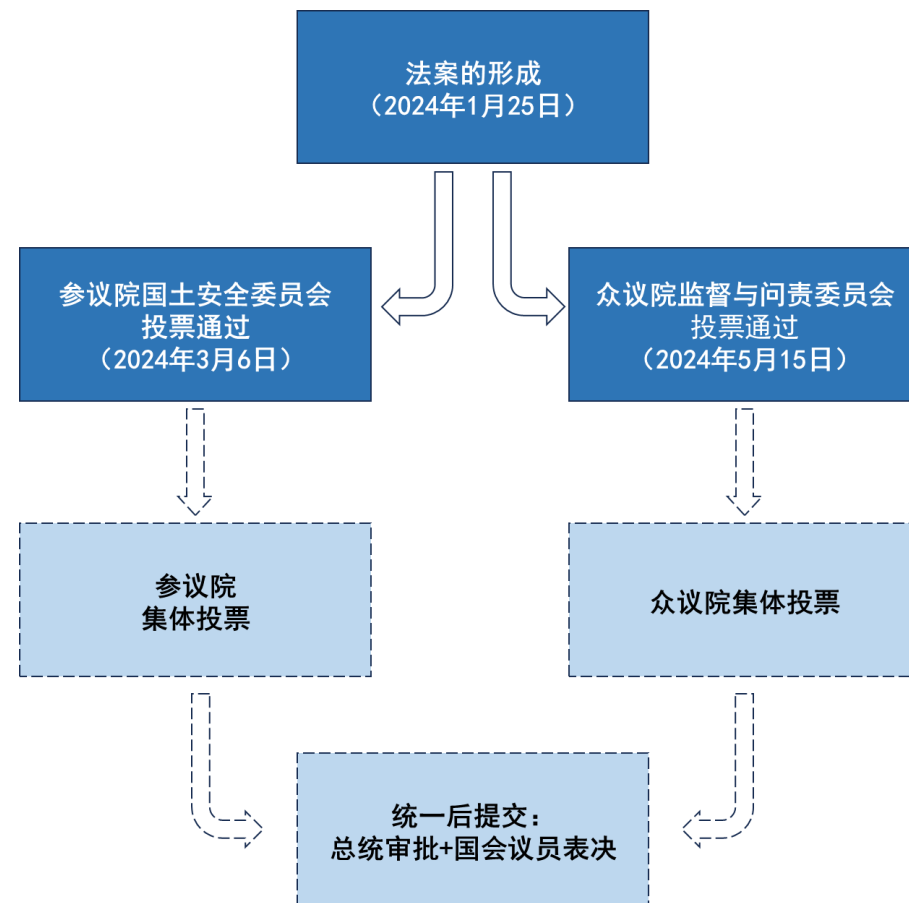 法案的形成
（2024年1月25日）
参议院国土安全委员会
投票通过
（2024年3月6日）
众议院监督与问责委员会
投票通过
（2024年5月15日）
参议院
集体投票
众议院集体投票
统一后提交：
总统审批+国会议员表决